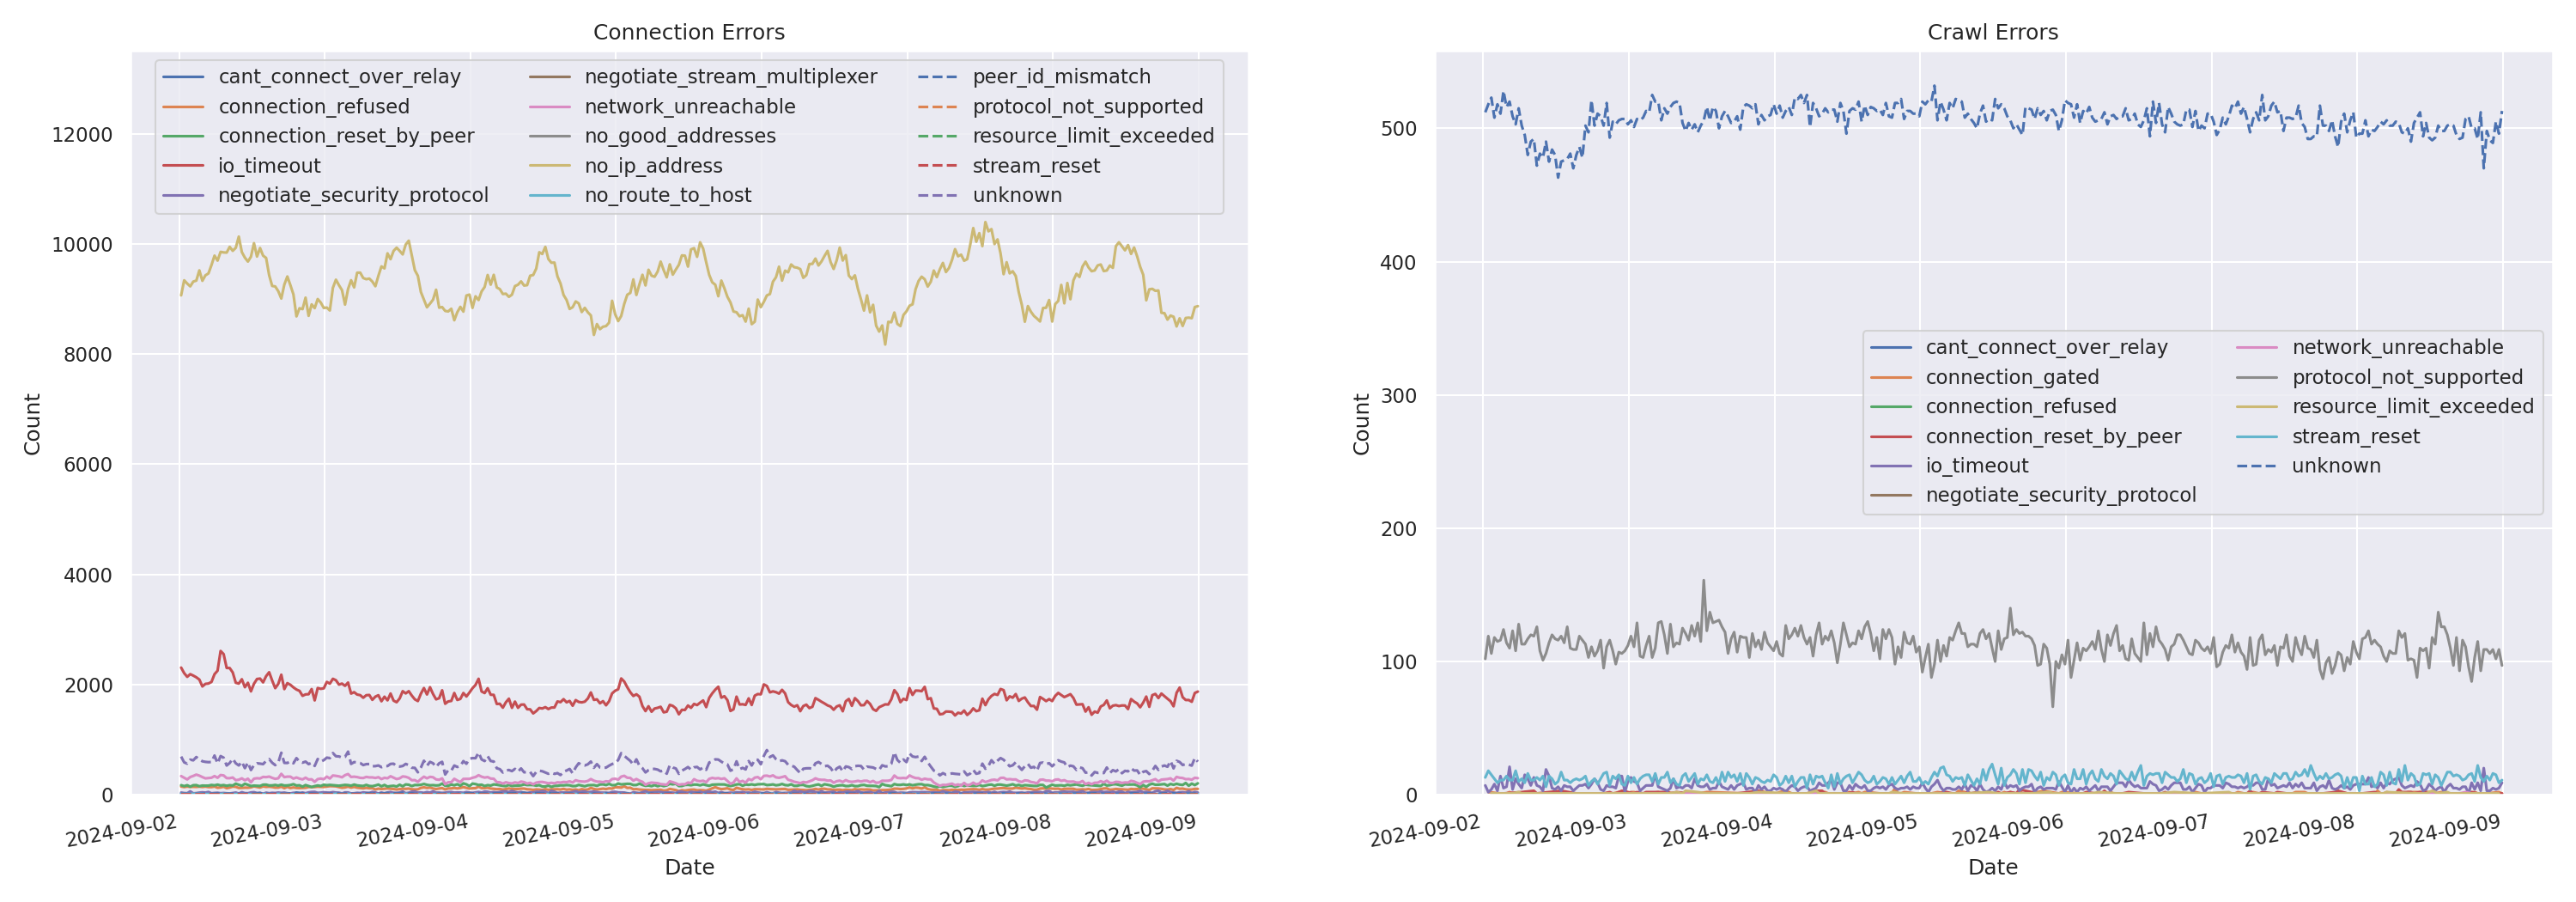 Connection Errors
cant_connect_over_relay
connection_refused
connection_reset_by_peer
io_timeout
negotiate_security_protocol
negotiate_stream_multiplexer
network_unreachable
no_good_addresses
no_ip_address
no_route_to_host
peer_id_mismatch
protocol_not_supported
resource_limit_exceeded
stream_reset
unknown
12000
10000
8000
6000
4000
2000
0
Count
2024-09-02
2024-09-03
2024-09-04
2024-09-05
2024-09-06
2024-09-07
2024-09-08
2024-09-09
Date
Crawl Errors
500
400
300
200
100
0
Count
cant_connect_over_relay
connection_gated
connection_refused
connection_reset_by_peer
io_timeout
negotiate_security_protocol
network_unreachable
protocol_not_supported
resource_limit_exceeded
stream_reset
unknown
2024-09-02
2024-09-03
2024-09-04
2024-09-05
2024-09-06
2024-09-07
2024-09-08
2024-09-09
Date